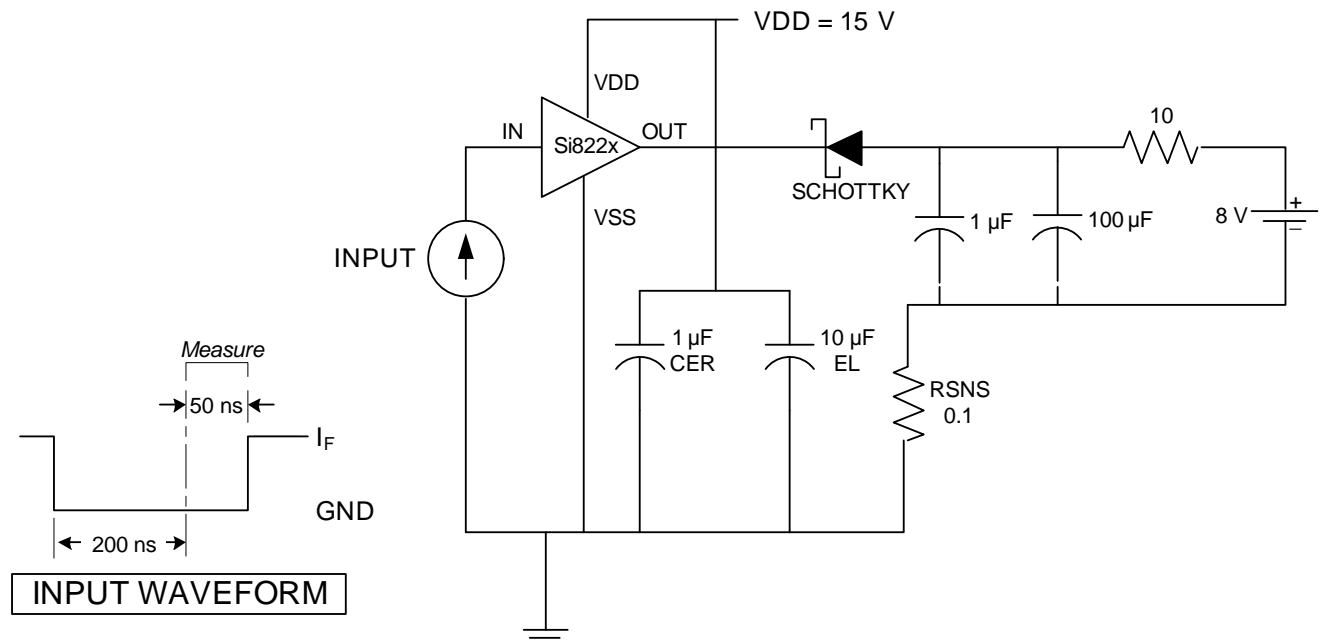 VDD = 15 V
VDD
10
IN
OUT
Si822x
SCHOTTKY
VSS
1 µF
100 µF
8 V
+
–
INPUT
1 µF
CER
10 µF
EL
Measure
RSNS
0.1
50 ns
IF
GND
200 ns
INPUT WAVEFORM